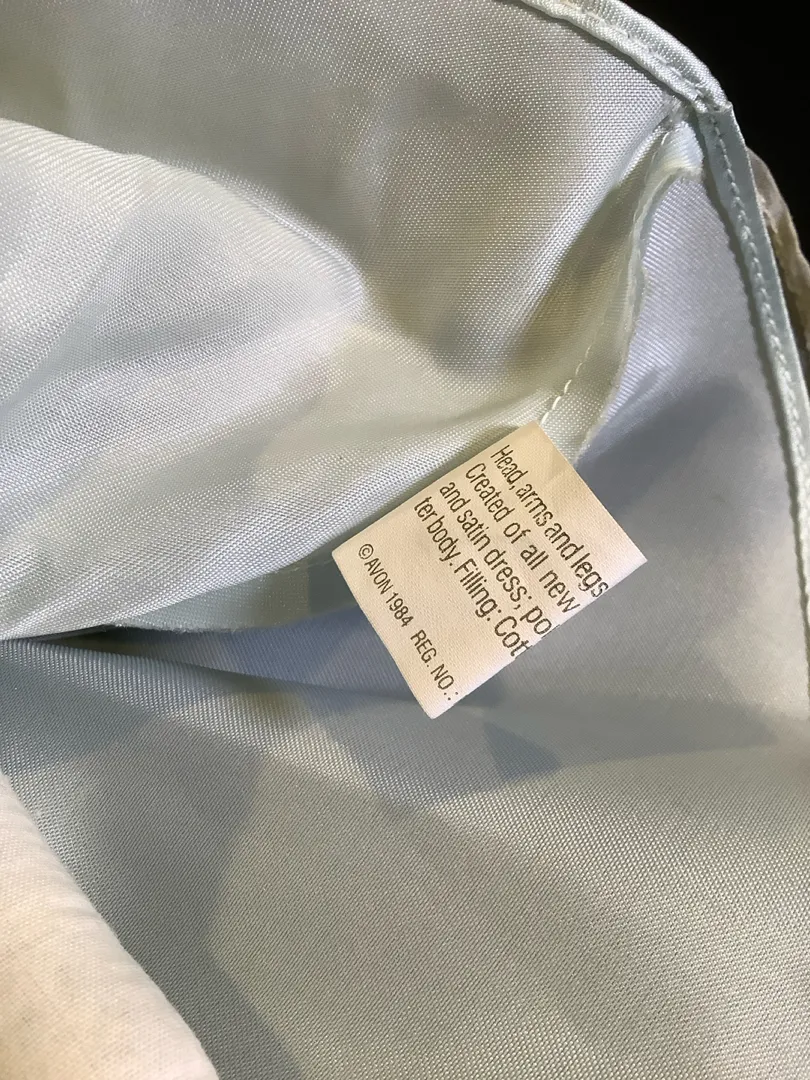 Head, arms and legs
Created of all new
and satin dress; po
ter body. Filling: Cot
© AVON 1984 REG. NO.: